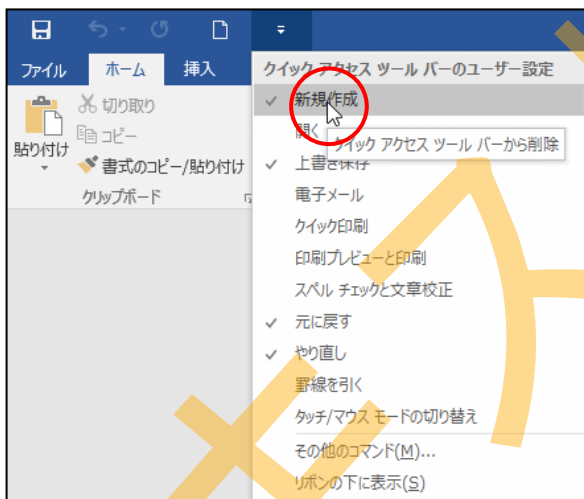 ファイル ホーム 挿入
切り取り
コピー
貼り付け
書式のコピー/貼り付け
クリップボード
クイック アクセス ツール バーのユーザー設定
新規作成
開く
クイック アクセス ツール バーから削除
上書き保存
電子メール
クイック印刷
印刷プレビューと印刷
スペル チェックと文章校正
元に戻す
やり直し
罫線を引く
タッチ/マウス モードの切り替え
その他のコマンド(M)...
リボンの下に表示(S)